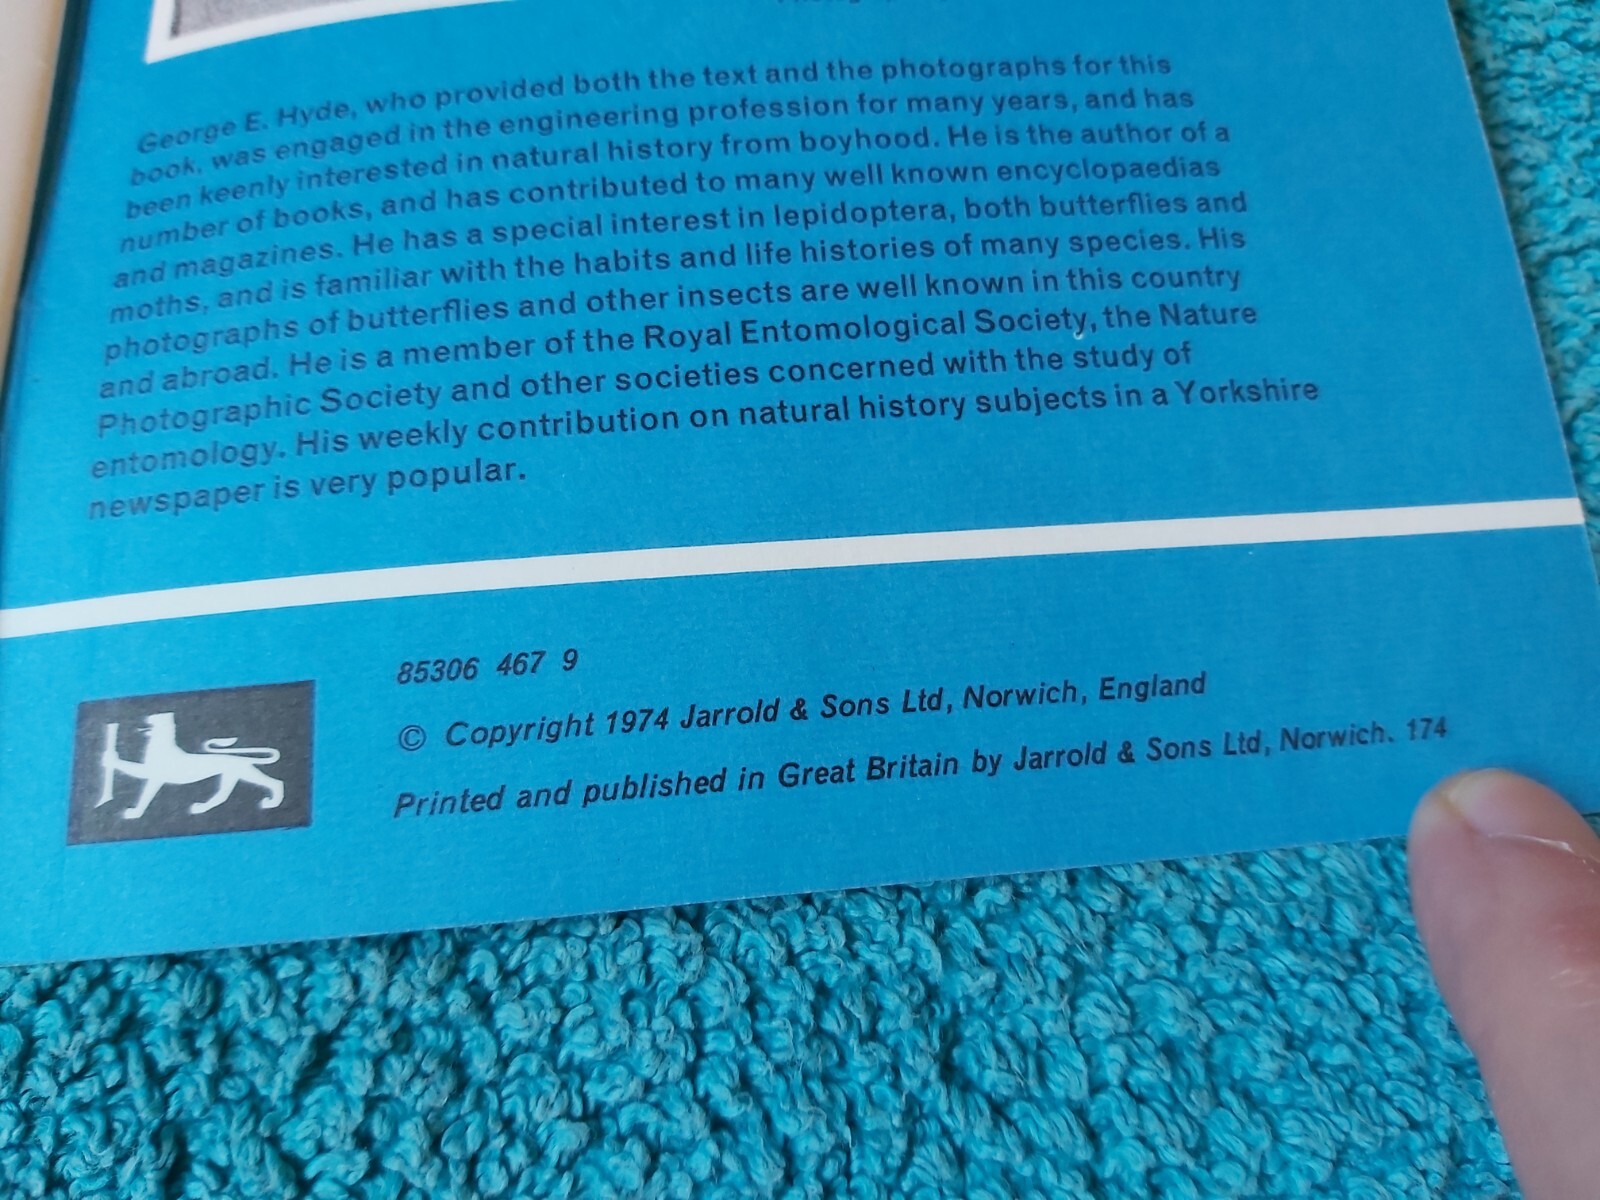 George E. Hyde, who provided both the text and the photographs for this
book, was engaged in the engineering profession for many years, and has
been keenly interested in natural history from boyhood. He is the author of a
number of books, and has contributed to many well known encyclopaedias
and magazines. He has a special interest in lepidoptera, both butterflies and
moths, and is familiar with the habits and life histories of many species. His
photographs of butterflies and other insects are well known in this country
and abroad. He is a member of the Royal Entomological Society, the Nature
Photographic Society and other societies concerned with the study of
entomology. His weekly contribution on natural history subjects in a Yorkshire
newspaper is very popular.
85306 467 9
© Copyright 1974 Jarrold & Sons Ltd, Norwich, England
Printed and published in Great Britain by Jarrold & Sons Ltd, Norwich. 174